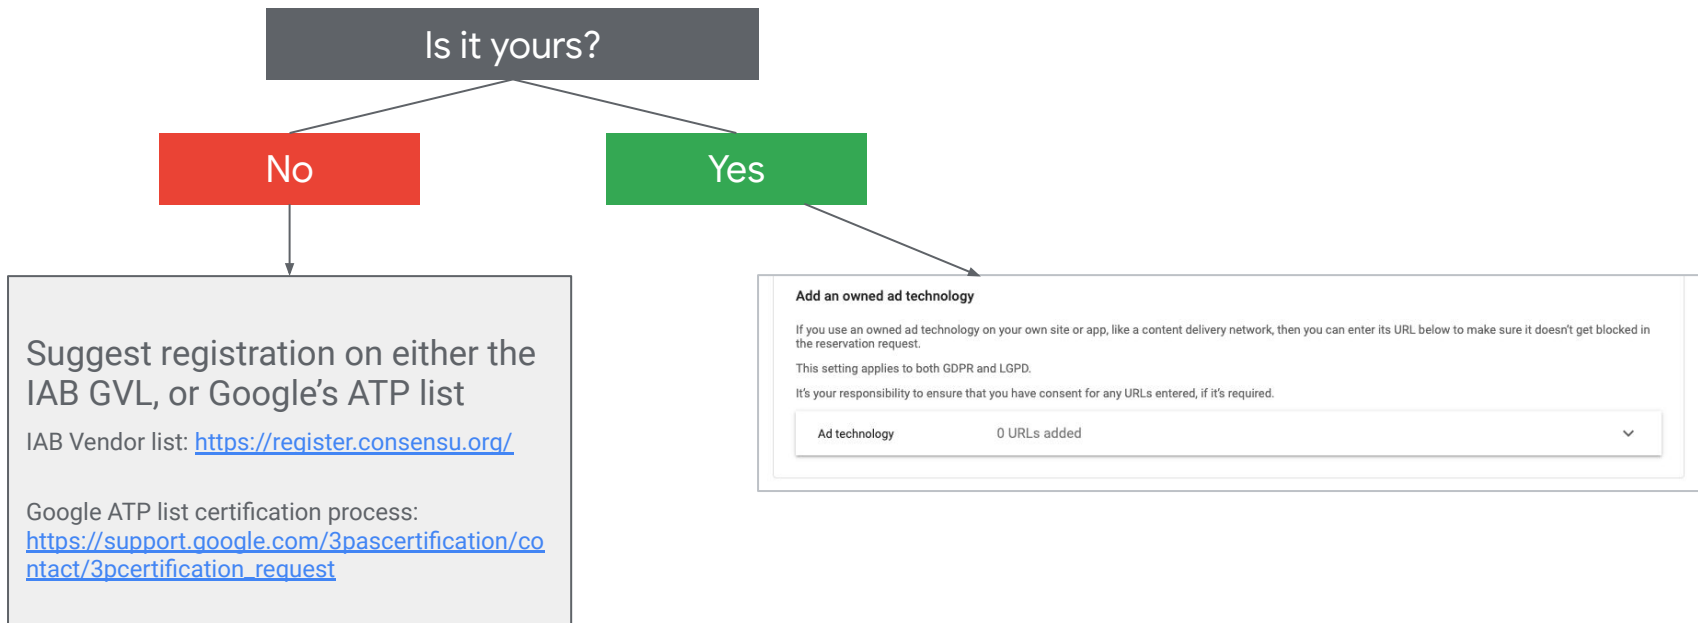 Is it yours?
No
Yes
Suggest registration on either the
IAB GVL, or Google's ATP list
IAB Vendor list: https://register.consensu.org/
Google ATP list certification process:
https://support.google.com/3pascertification/co
ntact/3pcertification_request
Add an owned ad technology
If you use an owned ad technology on your own site or app, like a content delivery network, then you can enter its URL below to make sure it doesn't get blocked in
the reservation request.
This setting applies to both GDPR and LGPD.
It's your responsibility to ensure that you have consent for any URLs entered, if it's required.
Ad technology 0 URLs added